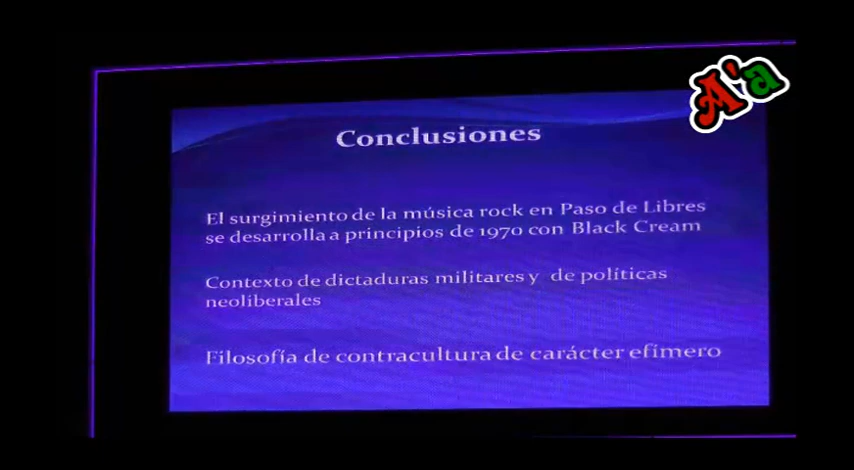 A'a
Conclusiones
El surgimiento de la música rock en Paso de Libres
se desarrolla a principios de 1970 con Black Cream
Contexto de dictaduras militares y de políticas
neoliberales
Filosofía de contracultura de carácter efímero